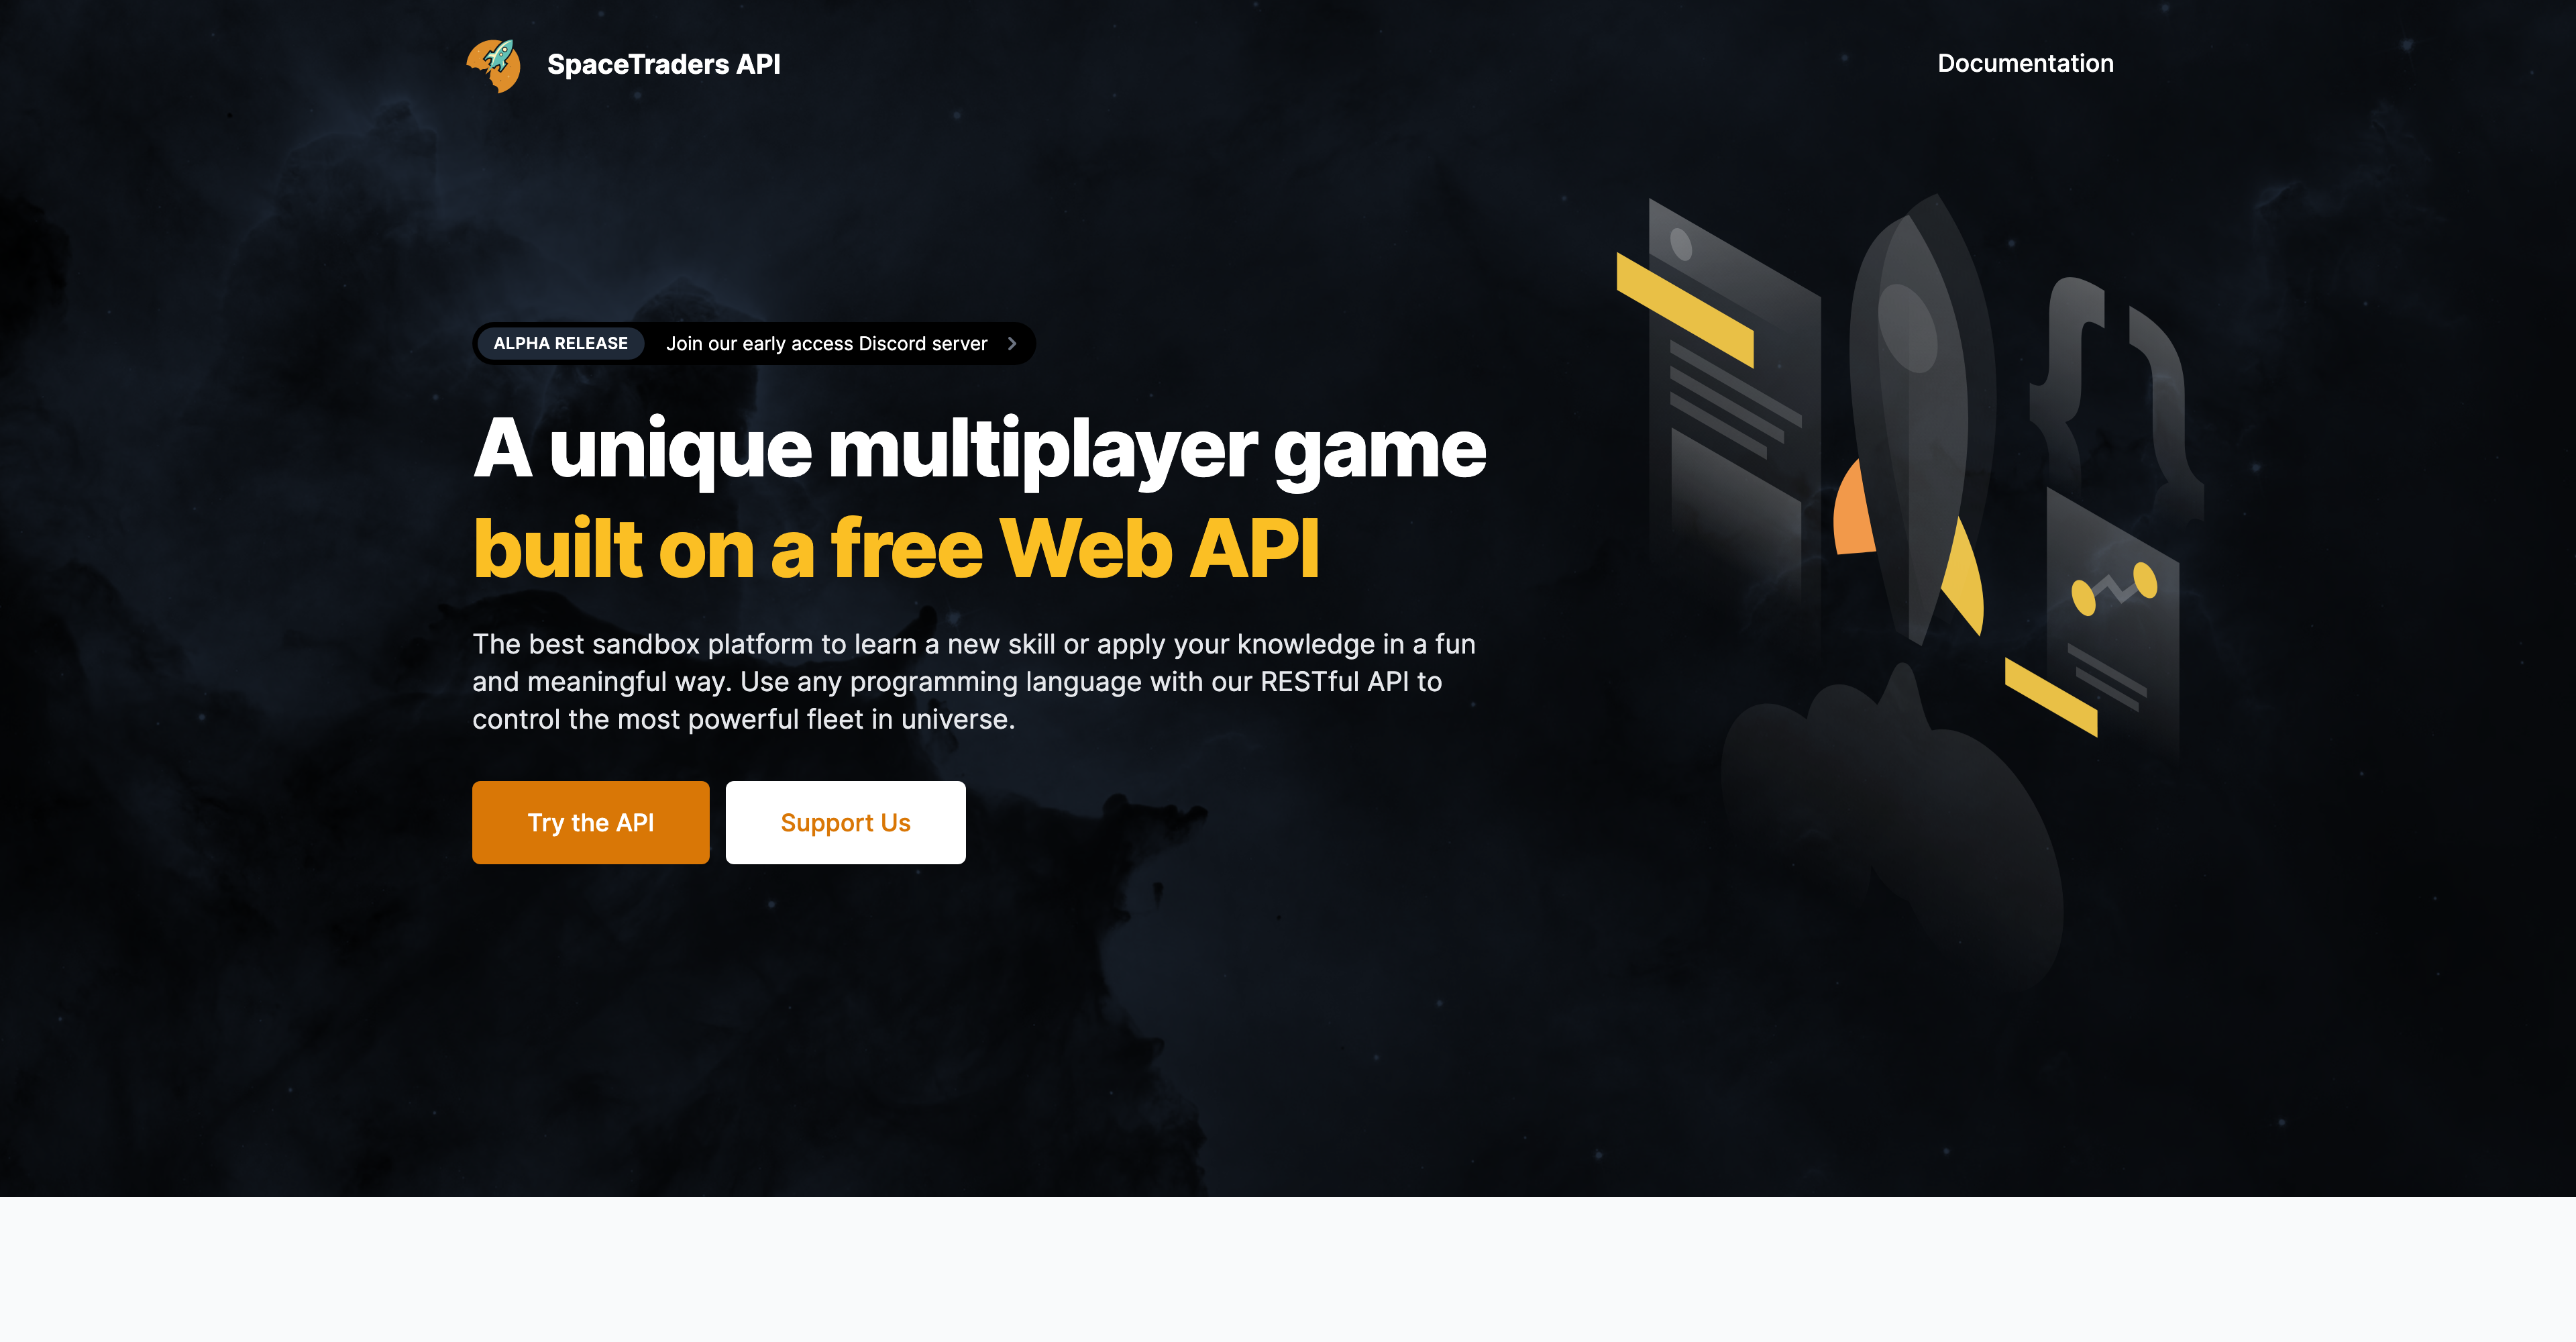 SpaceTraders API
Documentation
ALPHA RELEASE Join our early access Discord server
A unique multiplayer game
built on a free Web API
The best sandbox platform to learn a new skill or apply your knowledge in a fun
and meaningful way. Use any programming language with our RESTful API to
control the most powerful fleet in universe.
Try the API
Support Us